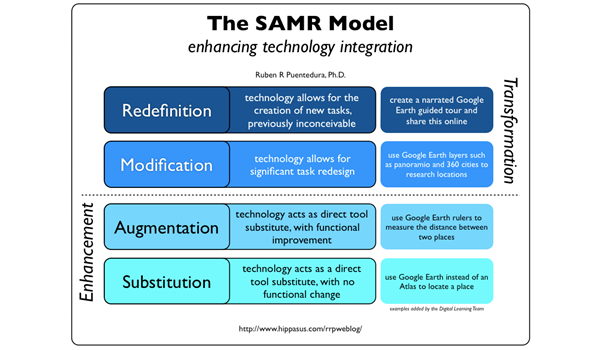 The SAMR Model
enhancing technology integration
Ruben R Puentedura, Ph.D.
Transformation
Redefinition
technology allows for the
creation of new tasks,
previously inconceivable
create a narrated Google
Earth guided tour and
share this online
Modification
technology allows for
significant task redesign
use Google Earth layers such
as panoramio and 360 cities to
research locations
Enhancement
Augmentation
technology acts as direct tool
substitute, with functional
improvement
use Google Earth rulers to
measure the distance between
two places
Substitution
technology acts as a direct
tool substitute, with no
functional change
use Google Earth instead of an
Atlas to locate a place
examples added by the Digital Learning Team
http://www.hippasus.com/rrpweblog/